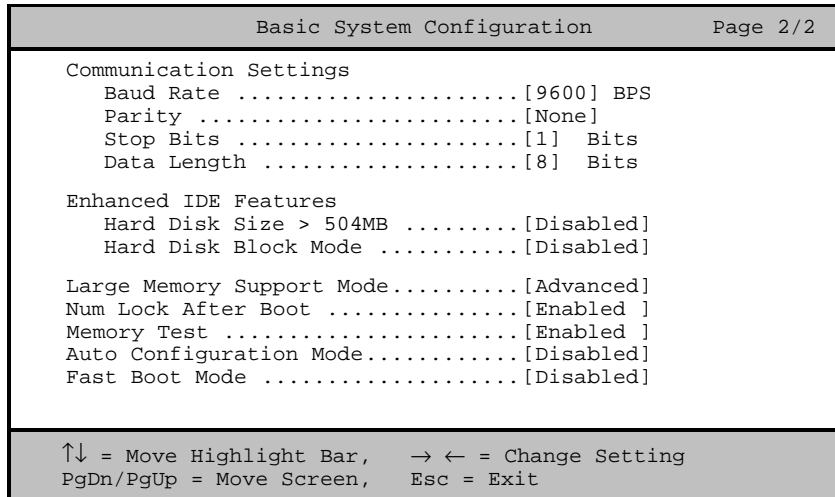 Basic System Configuration Page 2/2
Communication Settings
Baud Rate ......................[9600] BPS
Parity .........................[None]
Stop Bits ......................[1] Bits
Data Length ....................[8] Bits
Enhanced IDE Features
Hard Disk Size > 504MB .........[Disabled]
Hard Disk Block Mode ...........[Disabled]
Large Memory Support Mode..........[Advanced]
Num Lock After Boot ...............[Enabled ]
Memory Test .......................[Enabled ]
Auto Configuration Mode............[Disabled]
Fast Boot Mode ....................[Disabled]
↑↓ = Move Highlight Bar, → ← = Change Setting
PgDn/PgUp = Move Screen, Esc = Exit